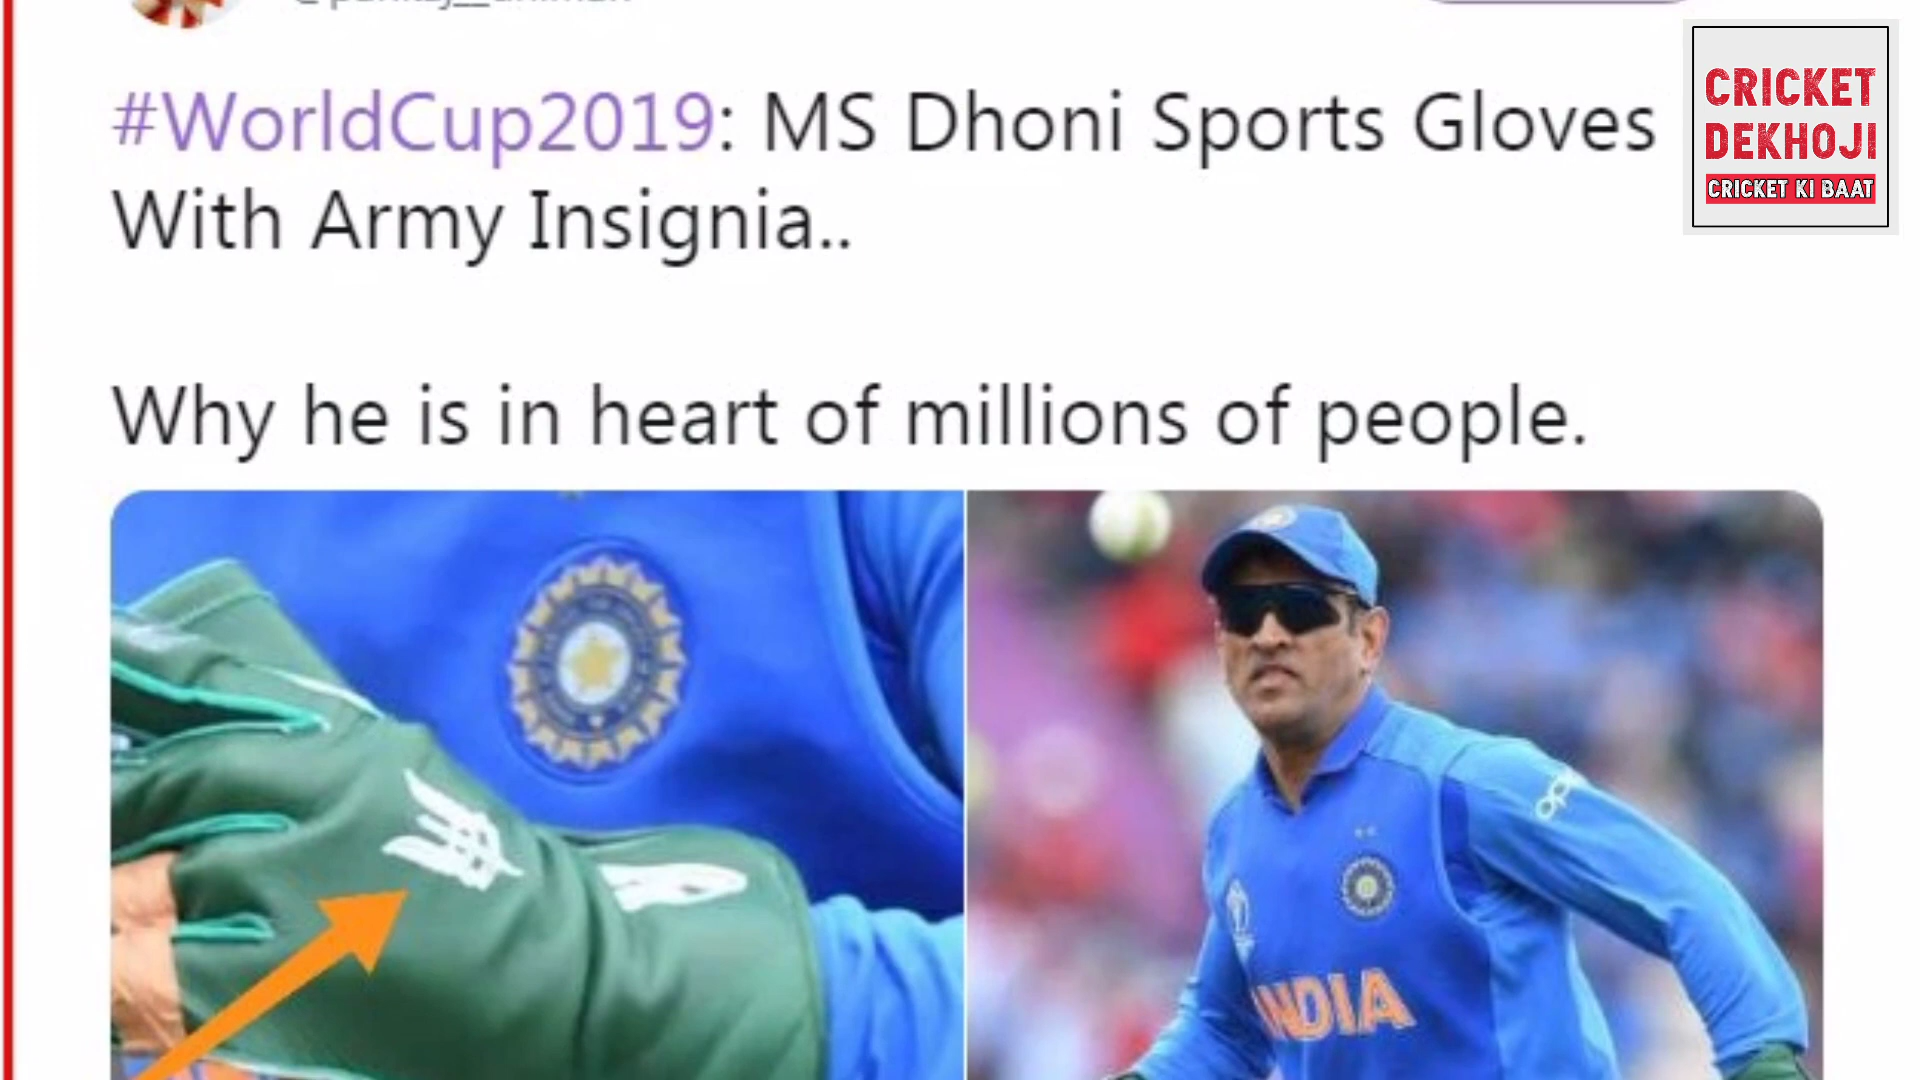 #WorldCup2019: MS Dhoni Sports Gloves
With Army Insignia..
Why he is in heart of millions of people.
CRICKET
DEKHOJI
CRICKET KI BAAT
oppo
INDIA